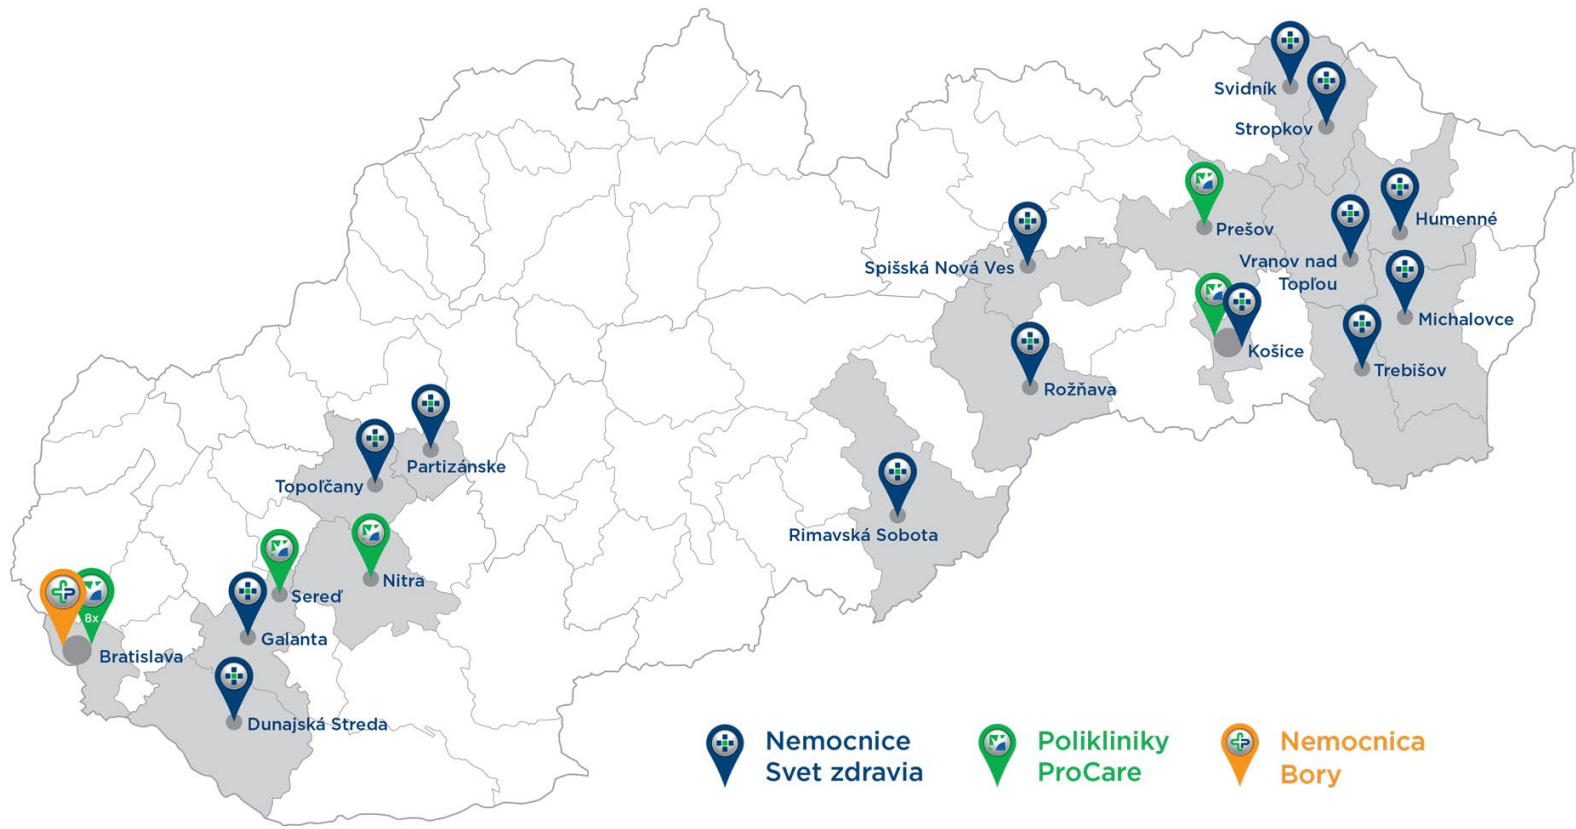 Svidník
Stropkov
Prešov
Humenné
Spišská Nová Ves
Vranov nad
Topľou
Michalovce
Košice
Trebišov
Rožňava
Partizánske
Topoľčany
Rimavská Sobota
Nitra
Sereď
8x
Galanta
Bratislava
Dunajská Streda
Nemocnice
Svet zdravia
Polikliniky
ProCare
Nemocnica
Bory